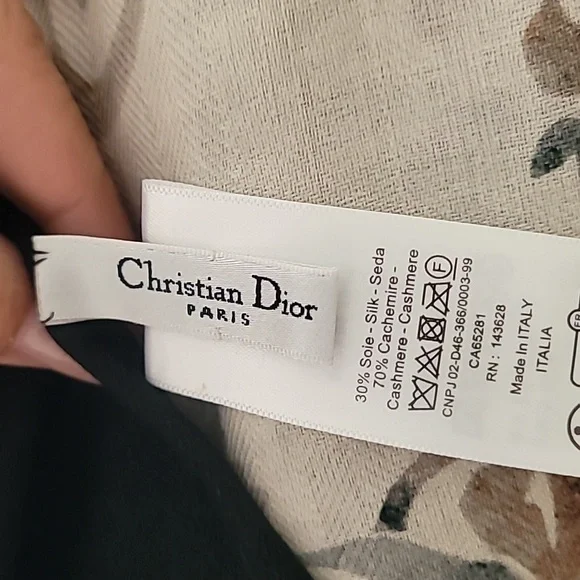 Christian Dior
PARIS
30% Soie - Silk - Seda
70% Cachemire -
Cashmere - Cashmere
F
CNPJ 02-D46-366/0003-99
CA65281
RN : 143628
Made In ITALY
ITALIA